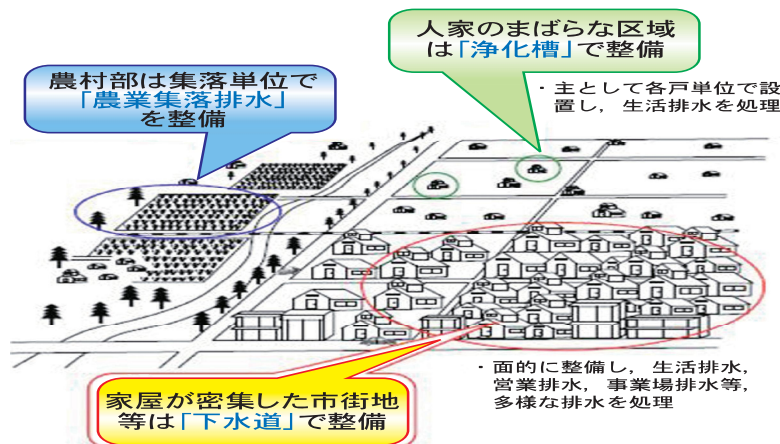 人家のまばらな区域
は「浄化槽」で整備
農村部は集落単位で
「農業集落排水」
を整備
・主として各戸単位で設
置し，生活排水を処理
・面的に整備し，生活排水，
営業排水，事業場排水等，
多様な排水を処理
家屋が密集した市街地
等は「下水道」で整備